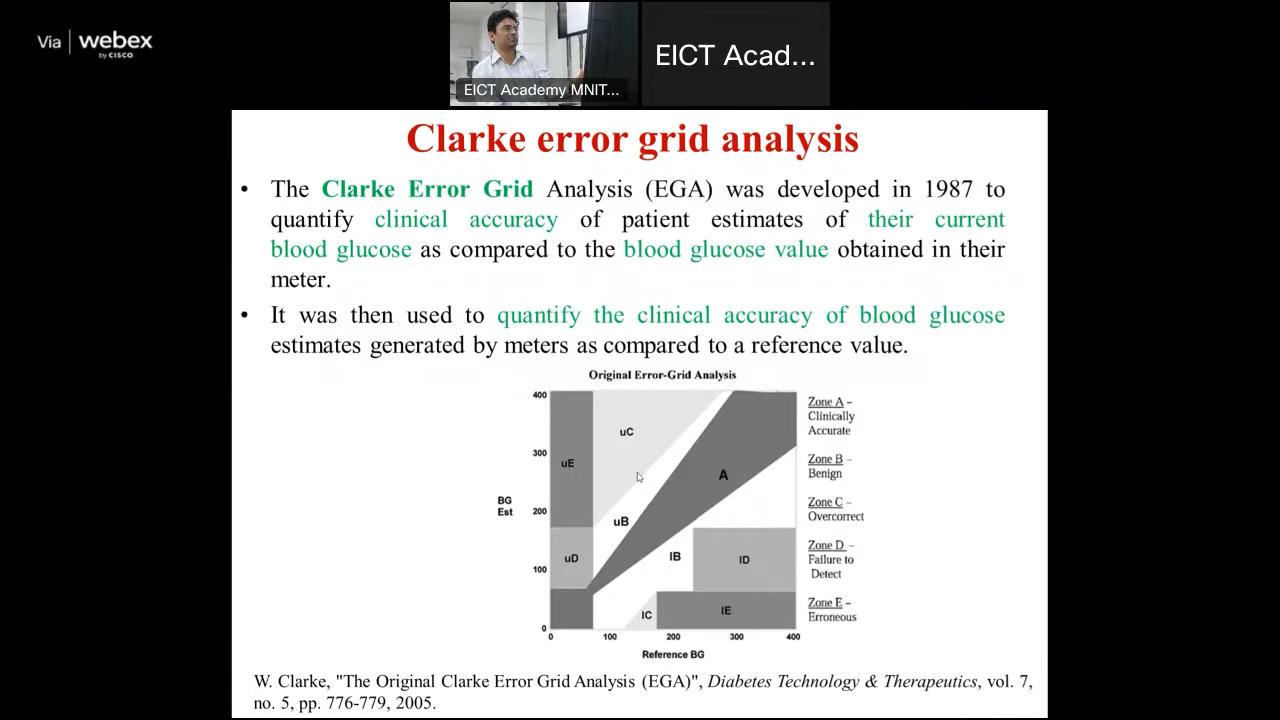 Via | webex
by CISCO
EICT Academy MNIT...
EICT Acad...
Clarke error grid analysis
• The Clarke Error Grid Analysis (EGA) was developed in 1987 to
quantify clinical accuracy of patient estimates of their current
blood glucose as compared to the blood glucose value obtained in their
meter.
• It was then used to quantify the clinical accuracy of blood glucose
estimates generated by meters as compared to a reference value.
Original Error-Grid Analysis
400
300
200
100
0
BG
Est
uE
uC
uD
uB
A
lB
lD
lC
lE
0 100 200 300 400
Reference BG
Zone A –
Clinically
Accurate
Zone B –
Benign
Zone C –
Overcorrect
Zone D –
Failure to
Detect
Zone E –
Erroneous
W. Clarke, "The Original Clarke Error Grid Analysis (EGA)", Diabetes Technology & Therapeutics, vol. 7,
no. 5, pp. 776-779, 2005.